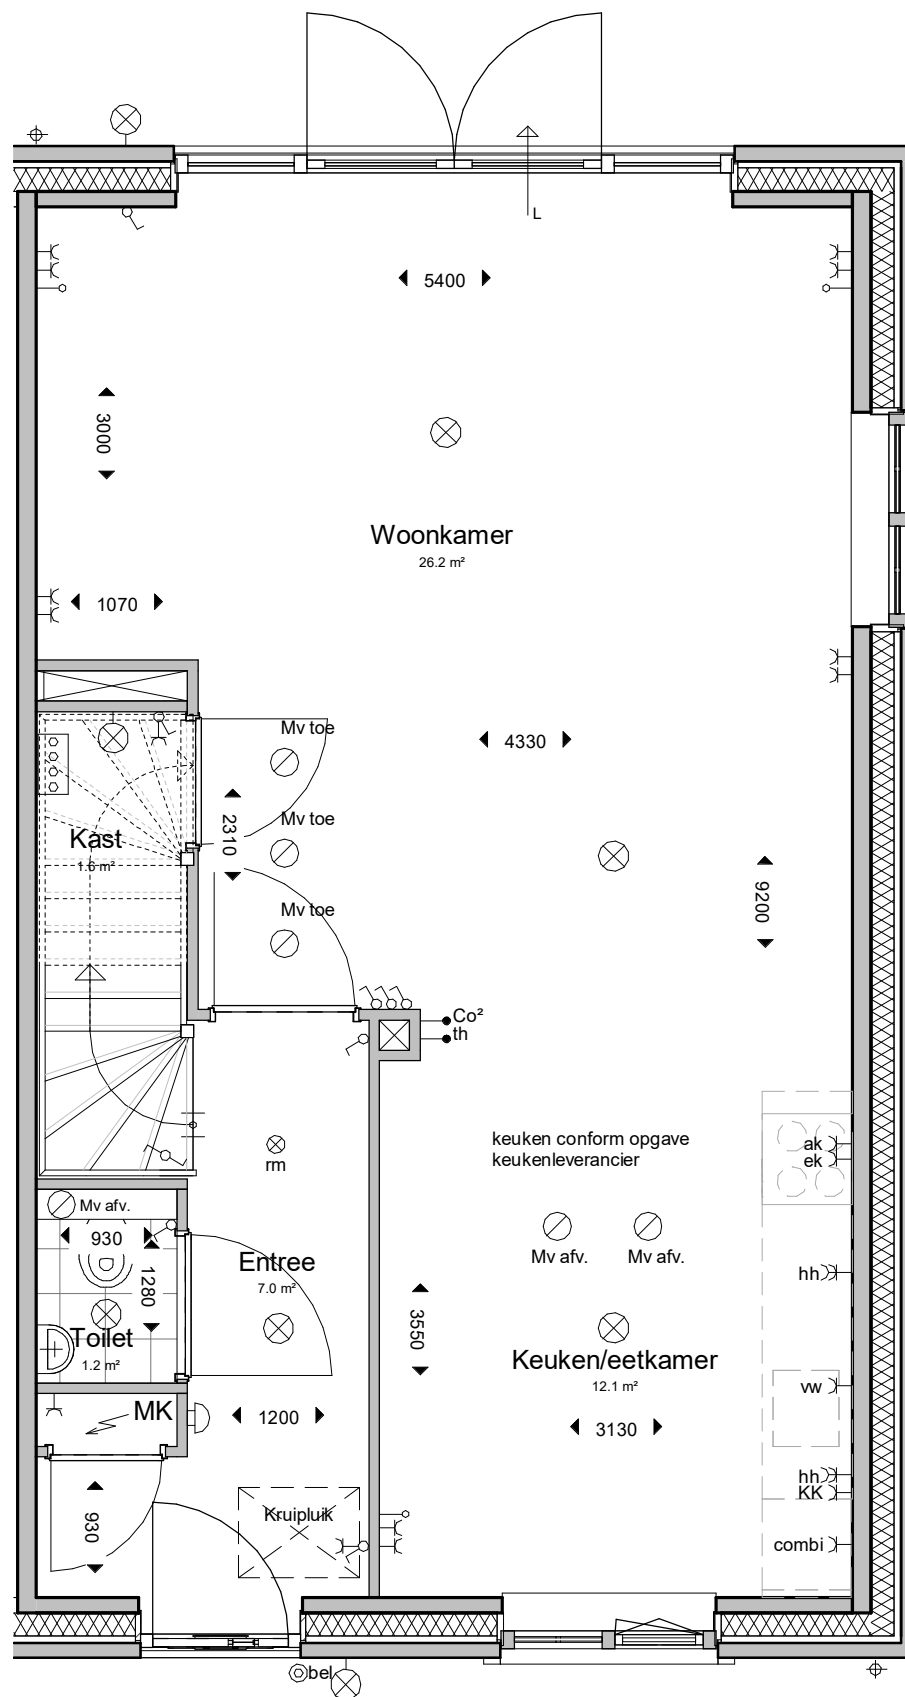 L
5400
3000
Woonkamer
26.2 m²
1070
Mv toe
4330
2310
Mv toe
Kast
1.6 m²
9200
Mv toe
Co²
th
keuken conform opgave
keukenleverancier
ak
ek
rm
Mv afv.
930
1280
Entree
7.0 m²
Mv afv.
Mv afv.
hh
3550
Toilet
1.2 m²
Keuken/eetkamer
12.1 m²
vw
MK
1200
3130
hh
KK
930
Kruipluik
combi
bel